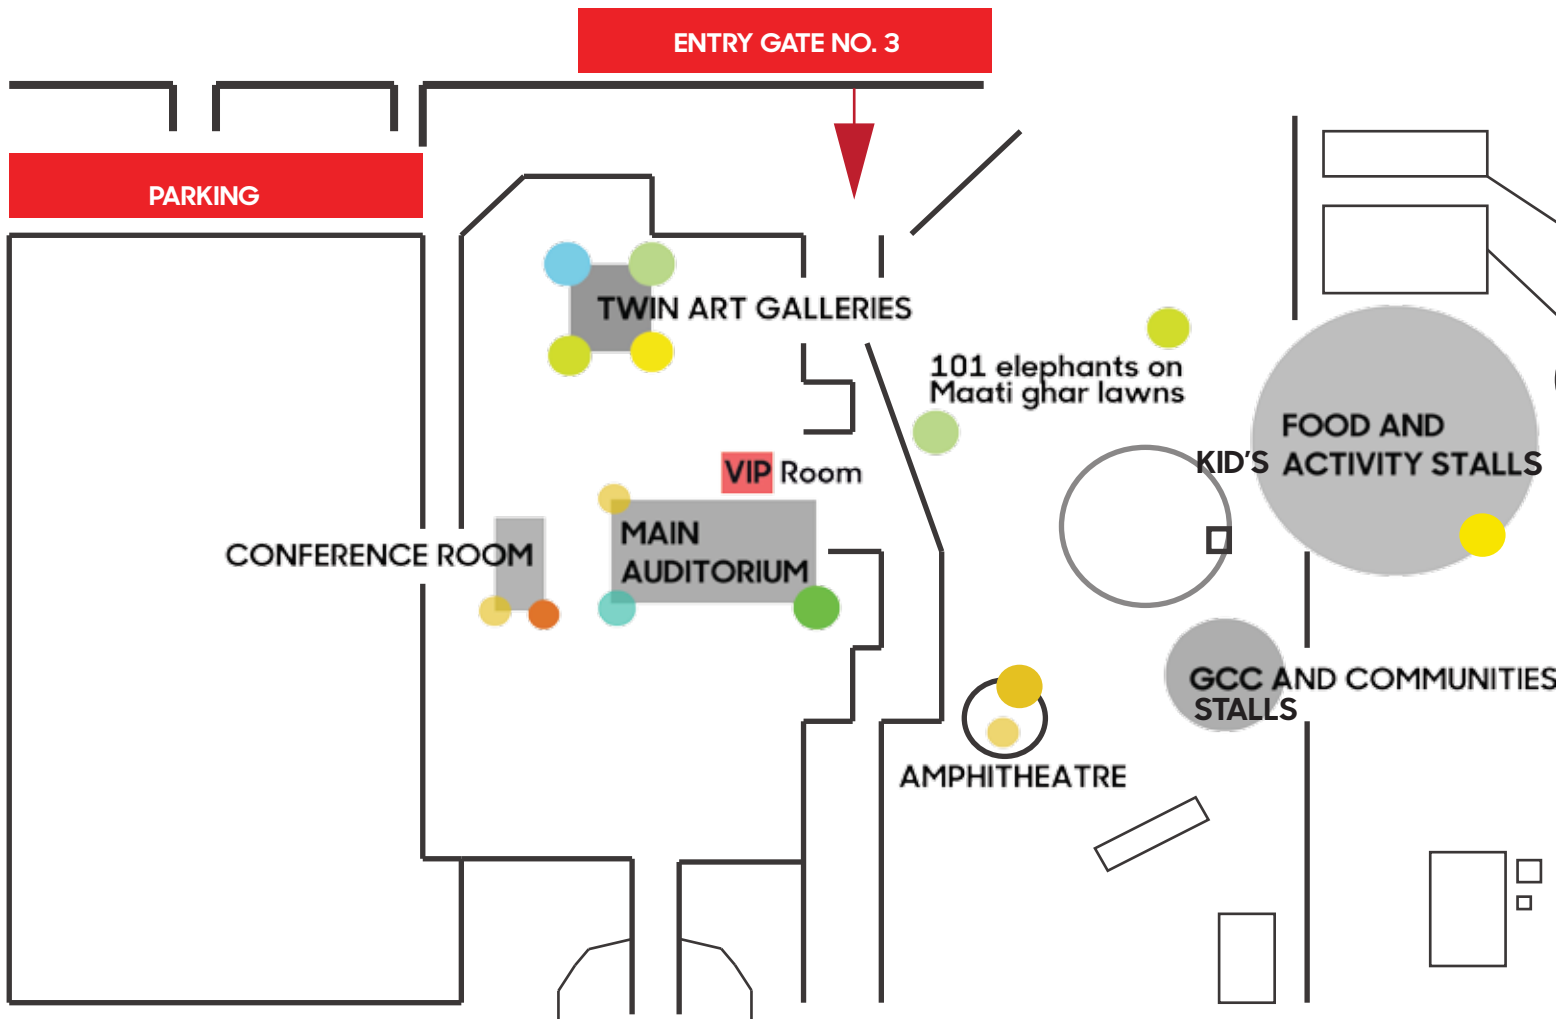 ENTRY GATE NO. 3
PARKING
TWIN ART GALLERIES
101 elephants on
Maati ghar lawns
FOOD AND
KID'S ACTIVITY STALLS
VIP Room
MAIN
AUDITORIUM
CONFERENCE ROOM
GCC AND COMMUNITIES
STALLS
AMPHITHEATRE